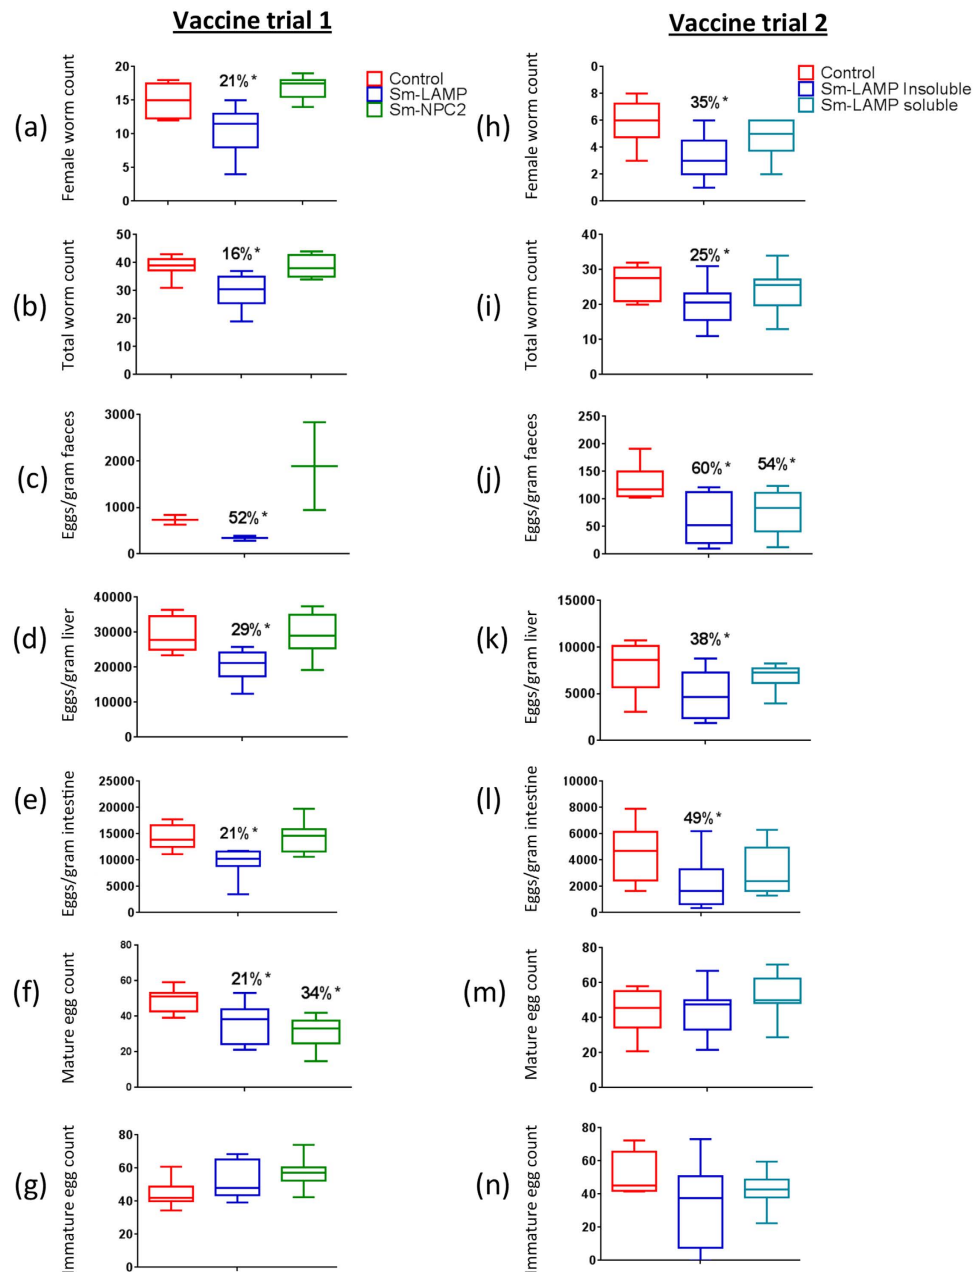 Vaccine trial 1
Vaccine trial 2
(a)
Female worm count
20
15
10
5
0
21% *
Control
Sm-LAMP
Sm-NPC2
(h)
Female worm count
0
8
6
4
2
0
35% *
Control
Sm-LAMP Insoluble
Sm-LAMP soluble
(b)
Total worm count
50
40
30
20
10
0
16% *
(i)
Total worm count
40
30
20
10
0
25% *
(c)
Eggs/gram faeces
3000
2000
1000
0
52% *
(j)
Eggs/gram faeces
250
200
150
100
50
0
60% *
54% *
(d)
Eggs/gram liver
40000
30000
20000
10000
0
29% *
(k)
Eggs/gram liver
15000
10000
5000
0
38% *
(e)
Eggs/gram intestine
25000
20000
15000
10000
5000
0
21% *
(l)
Eggs/gram intestine
10000
8000
6000
4000
2000
0
49% *
(f)
Mature egg count
80
60
40
20
0
21% *
34% *
(m)
Mature egg count
80
60
40
20
0
(g)
Immature egg count
80
60
40
20
0
(n)
Immature egg count
80
60
40
20
0